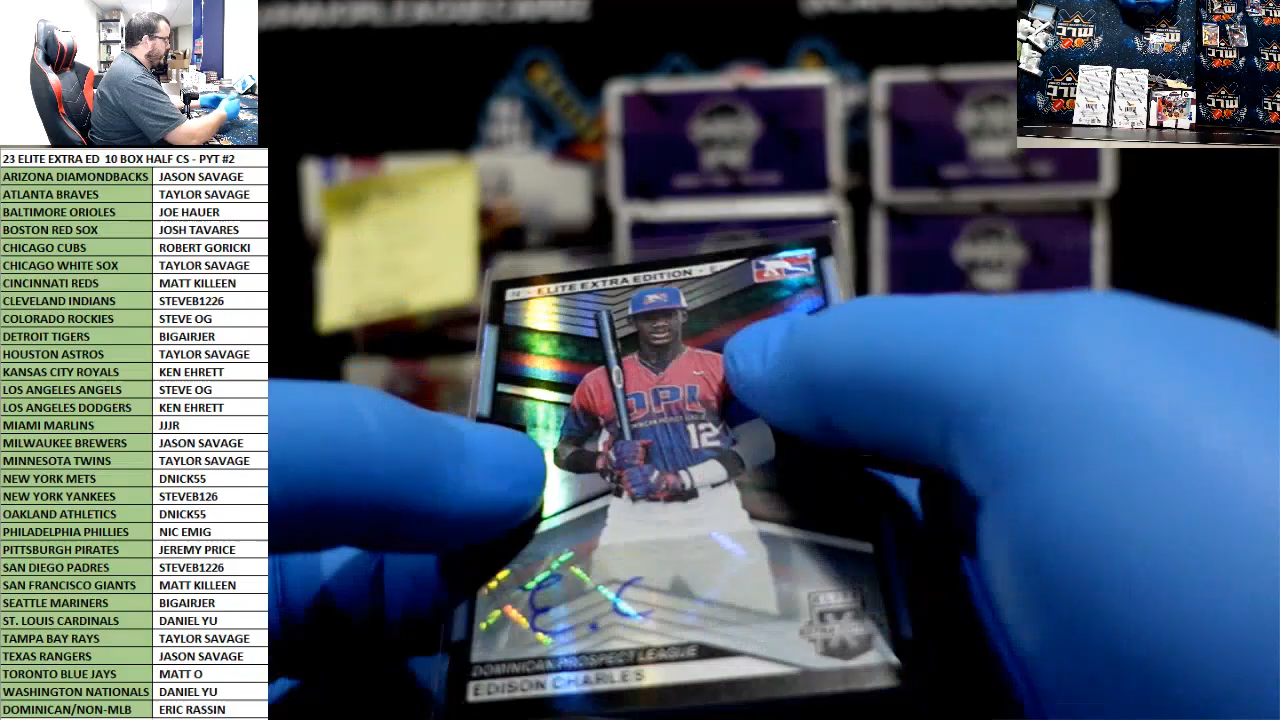 23 ELITE EXTRA ED 10 BOX HALF CS - PYT #2
ARIZONA DIAMONDBACKS JASON SAVAGE
ATLANTA BRAVES TAYLOR SAVAGE
BALTIMORE ORIOLES JOE HAUER
BOSTON RED SOX JOSH TAVARES
CHICAGO CUBS ROBERT GORICKI
CHICAGO WHITE SOX TAYLOR SAVAGE
CINCINNATI REDS MATT KILLEEN
CLEVELAND INDIANS STEVEB1226
COLORADO ROCKIES STEVE OG
DETROIT TIGERS BIGAIRJER
HOUSTON ASTROS TAYLOR SAVAGE
KANSAS CITY ROYALS KEN EHRETT
LOS ANGELES ANGELS STEVE OG
LOS ANGELES DODGERS KEN EHRETT
MIAMI MARLINS JJJR
MILWAUKEE BREWERS JASON SAVAGE
MINNESOTA TWINS TAYLOR SAVAGE
NEW YORK METS DNICK55
NEW YORK YANKEES STEVEB126
OAKLAND ATHLETICS DNICK55
PHILADELPHIA PHILLIES NIC EMIG
PITTSBURGH PIRATES JEREMY PRICE
SAN DIEGO PADRES STEVEB1226
SAN FRANCISCO GIANTS MATT KILLEEN
SEATTLE MARINERS BIGAIRJER
ST. LOUIS CARDINALS DANIEL YU
TAMPA BAY RAYS TAYLOR SAVAGE
TEXAS RANGERS JASON SAVAGE
TORONTO BLUE JAYS MATT O
WASHINGTON NATIONALS DANIEL YU
DOMINICAN/NON-MLB ERIC RASSIN
ELITE EXTRA EDITION
DPL
12
E.C
DOMINICAN PROSPECT LEAGUE
EDISON CHARLES